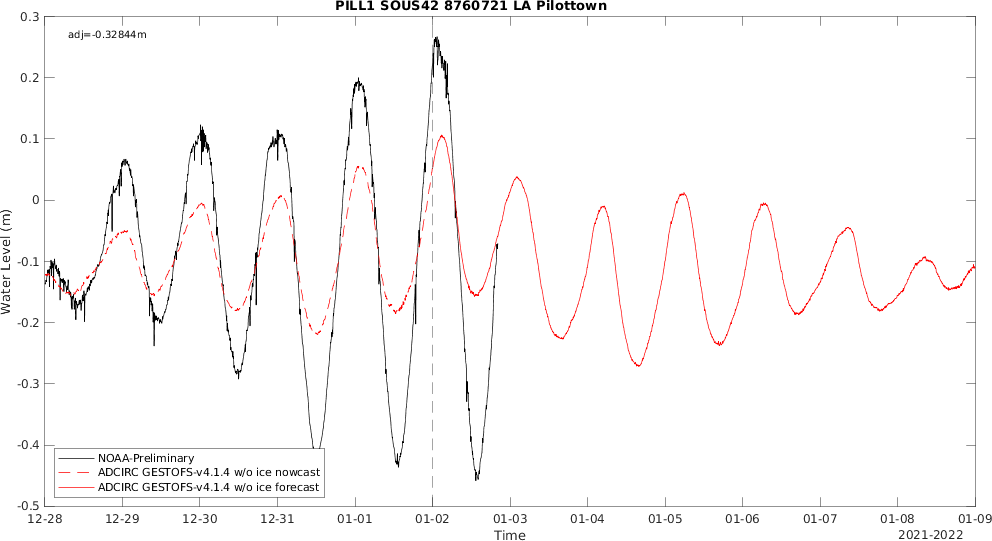 PILL1 SOUS42 8760721 LA Pilottown
adj=-0.32844m
0.3
0.2
0.1
0
-0.1
-0.2
-0.3
-0.4
-0.5
Water Level (m)
NOAA-Preliminary
ADCIRC GESTOFS-v4.1.4 w/o ice nowcast
ADCIRC GESTOFS-v4.1.4 w/o ice forecast
12-28 12-29 12-30 12-31 01-01 01-02 01-03 01-04 01-05 01-06 01-07 01-08 01-09
Time
2021-2022